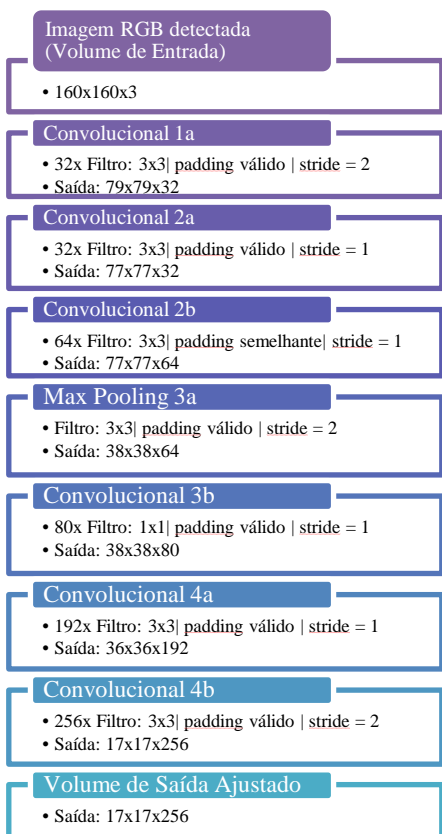 Imagem RGB detectada
(Volume de Entrada)
• 160x160x3
Convolucional 1a
• 32x Filtro: 3x3| padding válido | stride = 2
• Saída: 79x79x32
Convolucional 2a
• 32x Filtro: 3x3| padding válido | stride = 1
• Saída: 77x77x32
Convolucional 2b
• 64x Filtro: 3x3| padding semelhante| stride = 1
• Saída: 77x77x64
Max Pooling 3a
• Filtro: 3x3| padding válido | stride = 2
• Saída: 38x38x64
Convolucional 3b
• 80x Filtro: 1x1| padding válido | stride = 1
• Saída: 38x38x80
Convolucional 4a
• 192x Filtro: 3x3| padding válido | stride = 1
• Saída: 36x36x192
Convolucional 4b
• 256x Filtro: 3x3| padding válido | stride = 2
• Saída: 17x17x256
Volume de Saída Ajustado
• Saída: 17x17x256